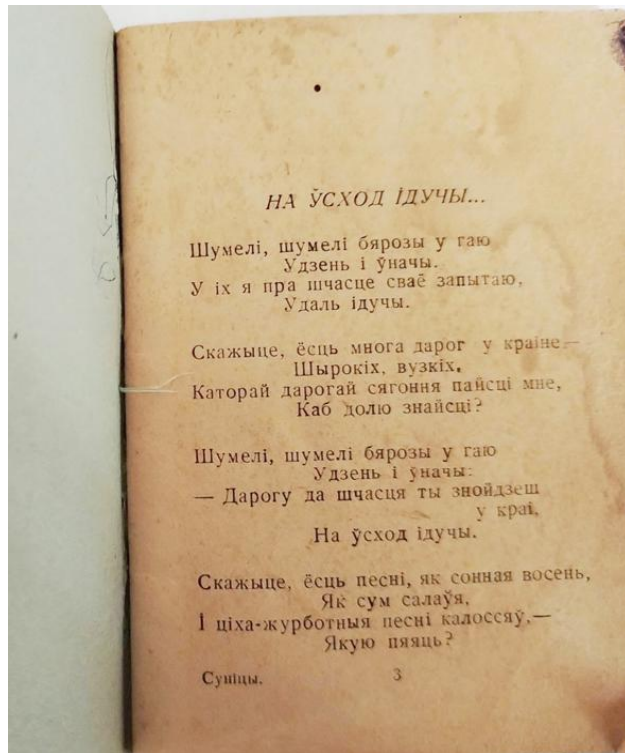 НА ЎСХОД ІДУЧЫ...
Шумелі, шумелі бярозы у гаю
Удзень і ўначы.
У іх я пра шчасце сваё запытаю,
Удаль ідучы.
Скажыце, ёсць многа дарог у краіне—
Шырокіх, вузкіх,
Каторай дарогай сягоння пайсці мне,
Каб долю знайсці?
Шумелі, шумелі бярозы у гаю
Удзень і ўначы:
— Дарогу да шчасця ты знойдзеш
у краі,
На ўсход ідучы.
Скажыце, ёсць песні, як сонная восень,
Як сум салаўя,
І ціха-журботныя песні калоссяў,—
Якую пяяць?
Суніцы. 3